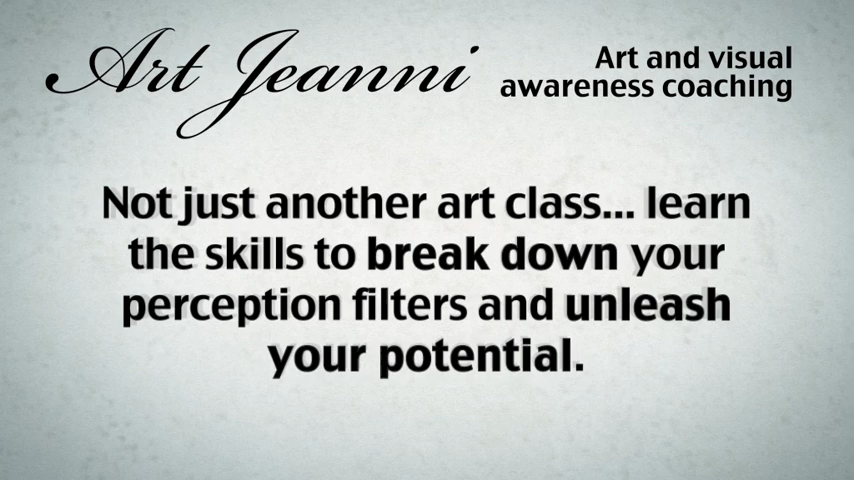 Art Jeanni
Art and visual
awareness coaching
Not just another art class... learn
the skills to break down your
perception filters and unleash
your potential.